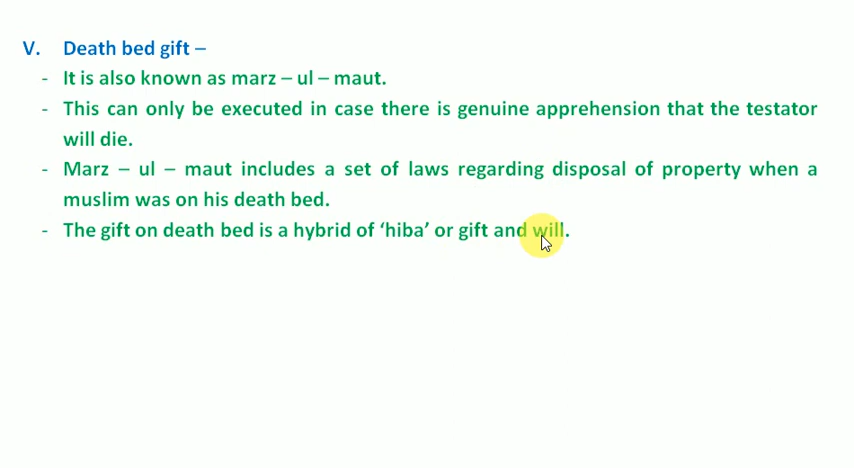 V. Death bed gift –
- It is also known as marz – ul – maut.
- This can only be executed in case there is genuine apprehension that the testator
will die.
- Marz – ul – maut includes a set of laws regarding disposal of property when a
muslim was on his death bed.
- The gift on death bed is a hybrid of ‘hiba’ or gift and will.